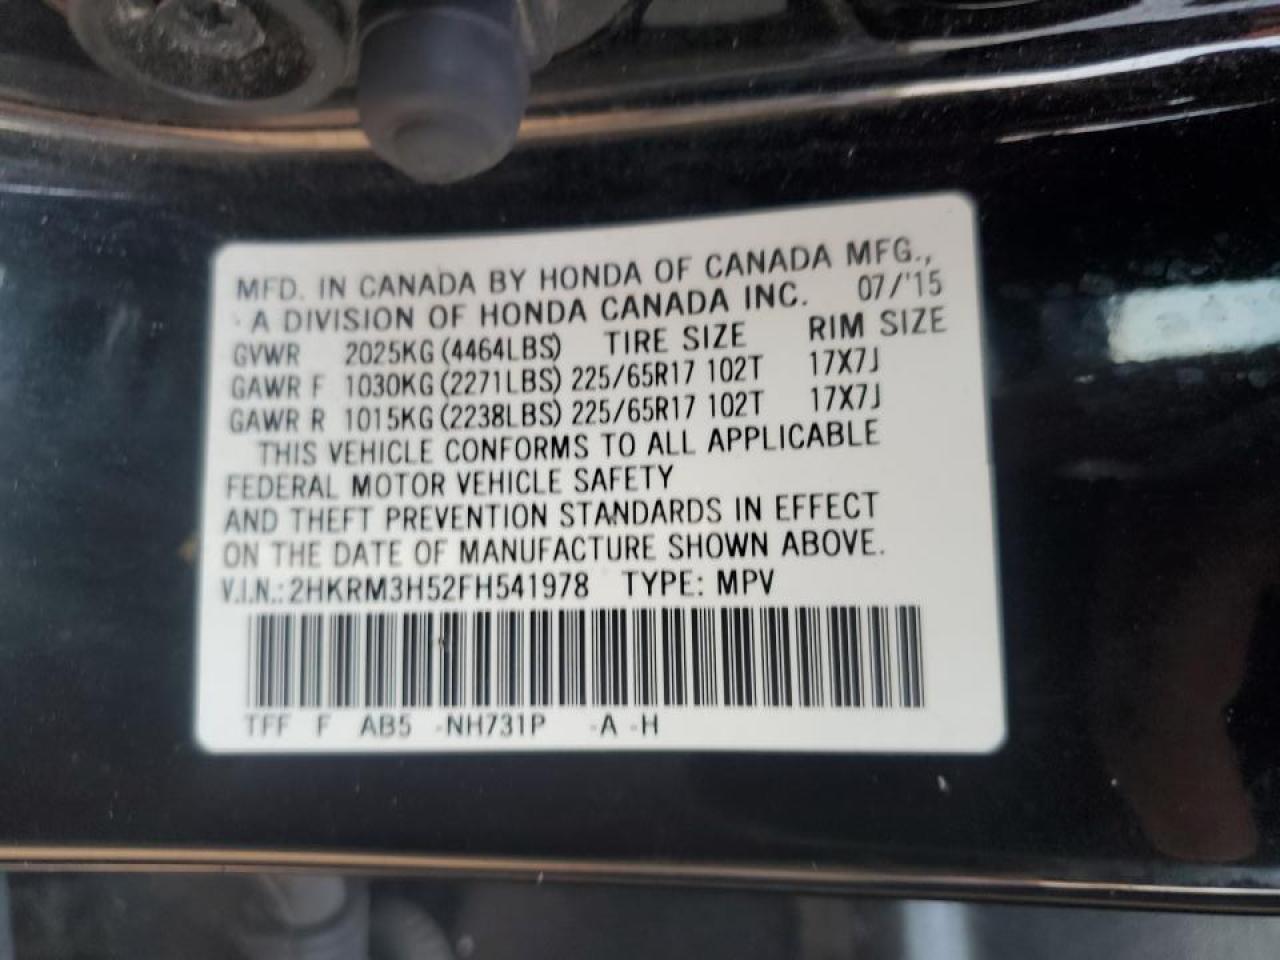 MFD. IN CANADA BY HONDA OF CANADA MFG.,
A DIVISION OF HONDA CANADA INC. 07/'15
GVWR 2025KG (4464LBS) TIRE SIZE RIM SIZE
GAWR F 1030KG (2271LBS) 225/65R17 102T 17X7J
GAWR R 1015KG (2238LBS) 225/65R17 102T 17X7J
THIS VEHICLE CONFORMS TO ALL APPLICABLE
FEDERAL MOTOR VEHICLE SAFETY
AND THEFT PREVENTION STANDARDS IN EFFECT
ON THE DATE OF MANUFACTURE SHOWN ABOVE.
V.I.N.: 2HKRM3H52FH541978 TYPE: MPV
TFF F AB5 -NH731P -A -H